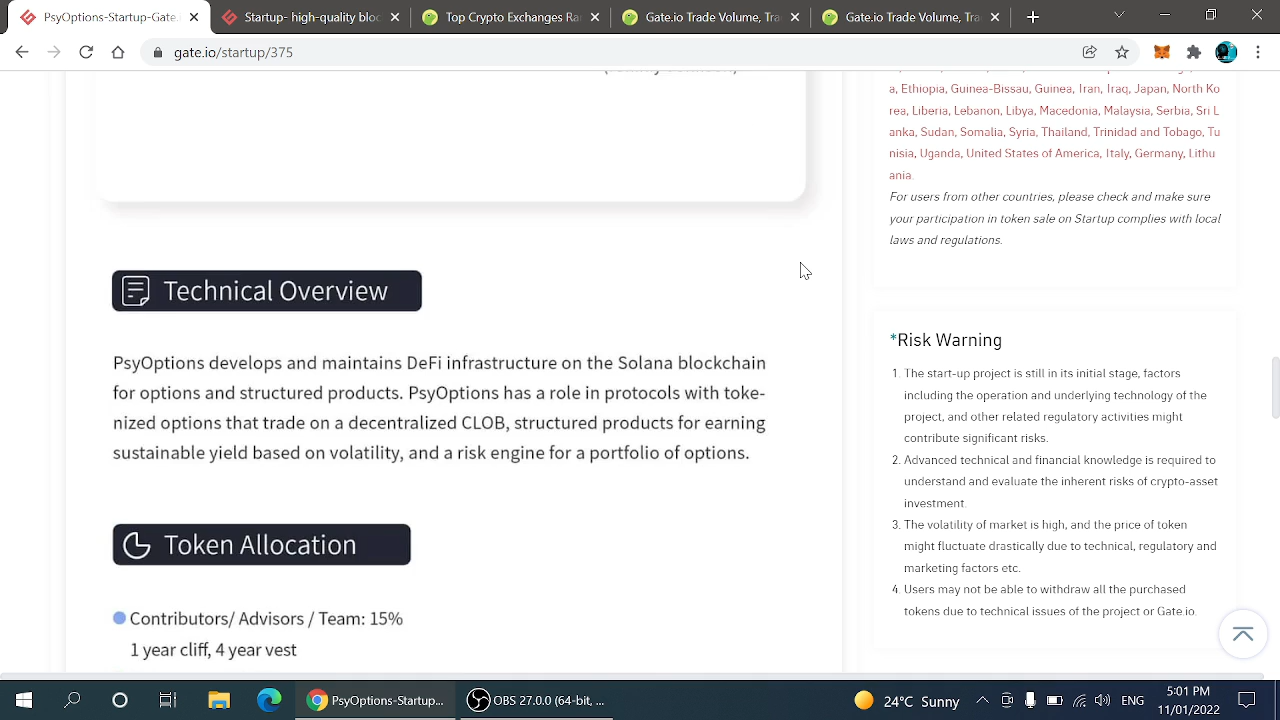 PsyOptions-Startup-Gate.
Startup - high-quality bloc
Top Crypto Exchanges Ra
Gate.io Trade Volume, Tra
Gate.io Trade Volume, Tra
gate.io/startup/375
a, Ethiopia, Guinea-Bissau, Guinea, Iran, Iraq, Japan, North Ko
rea, Liberia, Lebanon, Libya, Macedonia, Malaysia, Serbia, Sri L
anka, Sudan, Somalia, Syria, Thailand, Trinidad and Tobago, Tu
nisia, Uganda, United States of America, Italy, Germany, Lithu
ania.
For users from other countries, please check and make sure
your participation in token sale on Startup complies with local
laws and regulations.
Technical Overview
PsyOptions develops and maintains DeFi infrastructure on the Solana blockchain
for options and structured products. PsyOptions has a role in protocols with toke-
nized options that trade on a decentralized CLOB, structured products for earning
sustainable yield based on volatility, and a risk engine for a portfolio of options.
Token Allocation
Contributors/ Advisors / Team: 15%
1 year cliff, 4 year vest
*Risk Warning
1. The start-up project is still in its initial stage, factors
including the operation and underlying technology of the
project, and other related regulatory activities might
contribute significant risks.
2. Advanced technical and financial knowledge is required to
understand and evaluate the inherent risks of crypto-asset
investment.
3. The volatility of market is high, and the price of token
might fluctuate drastically due to technical, regulatory and
marketing factors etc.
4. Users may not be able to withdraw all the purchased
tokens due to technical issues of the project or Gate.io.
PsyOptions-Startup...
OBS 27.0.0 (64-bit, ...
24°C Sunny
ENG
5:01 PM
11/01/2022